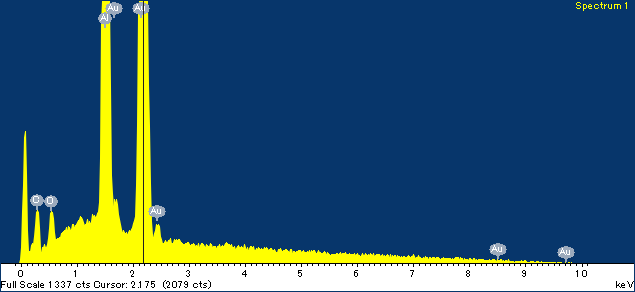 Spectrum 1
Au
Al
Au
C
O
Au
Au
Au
0 1 2 3 4 5 6 7 8 9 10
Full Scale 1337 cts Cursor: 2.175 (2079 cts) keV